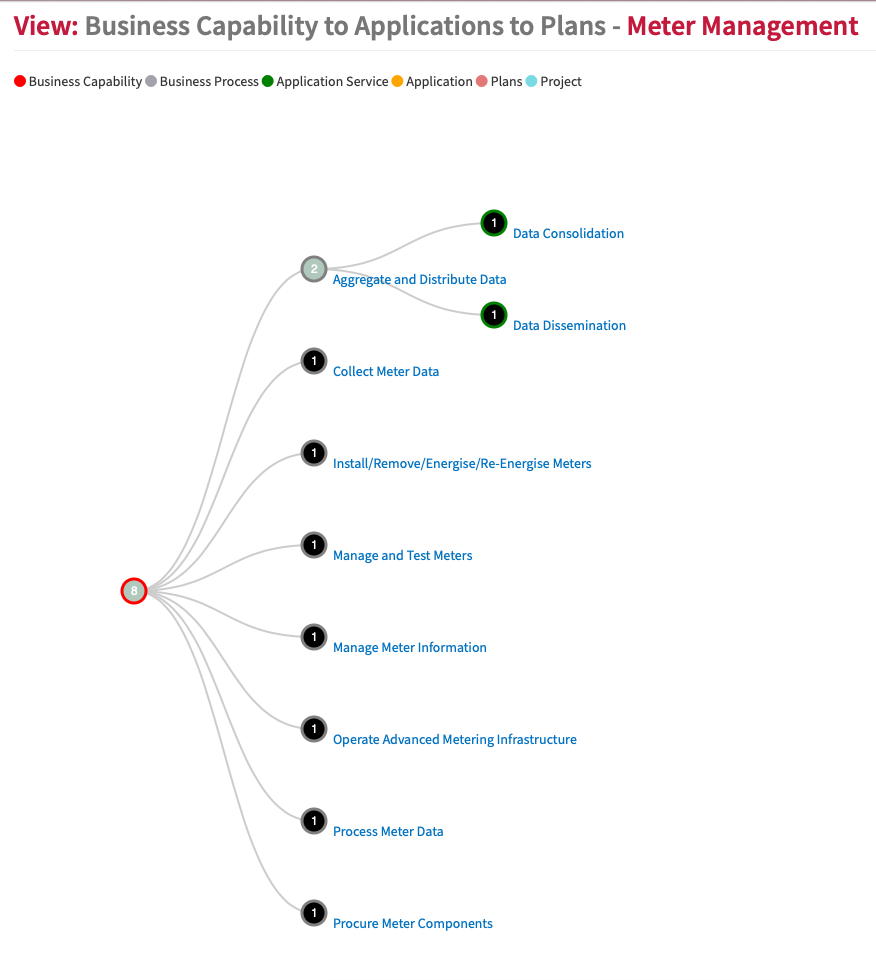 View: Business Capability to Applications to Plans - Meter Management
Business Capability Business Process Application Service Application Plans Project
1
Data Consolidation
2
Aggregate and Distribute Data
1
Data Dissemination
1
Collect Meter Data
1
Install/Remove/Energise/Re-Energise Meters
1
Manage and Test Meters
8
1
Manage Meter Information
1
Operate Advanced Metering Infrastructure
1
Process Meter Data
1
Procure Meter Components